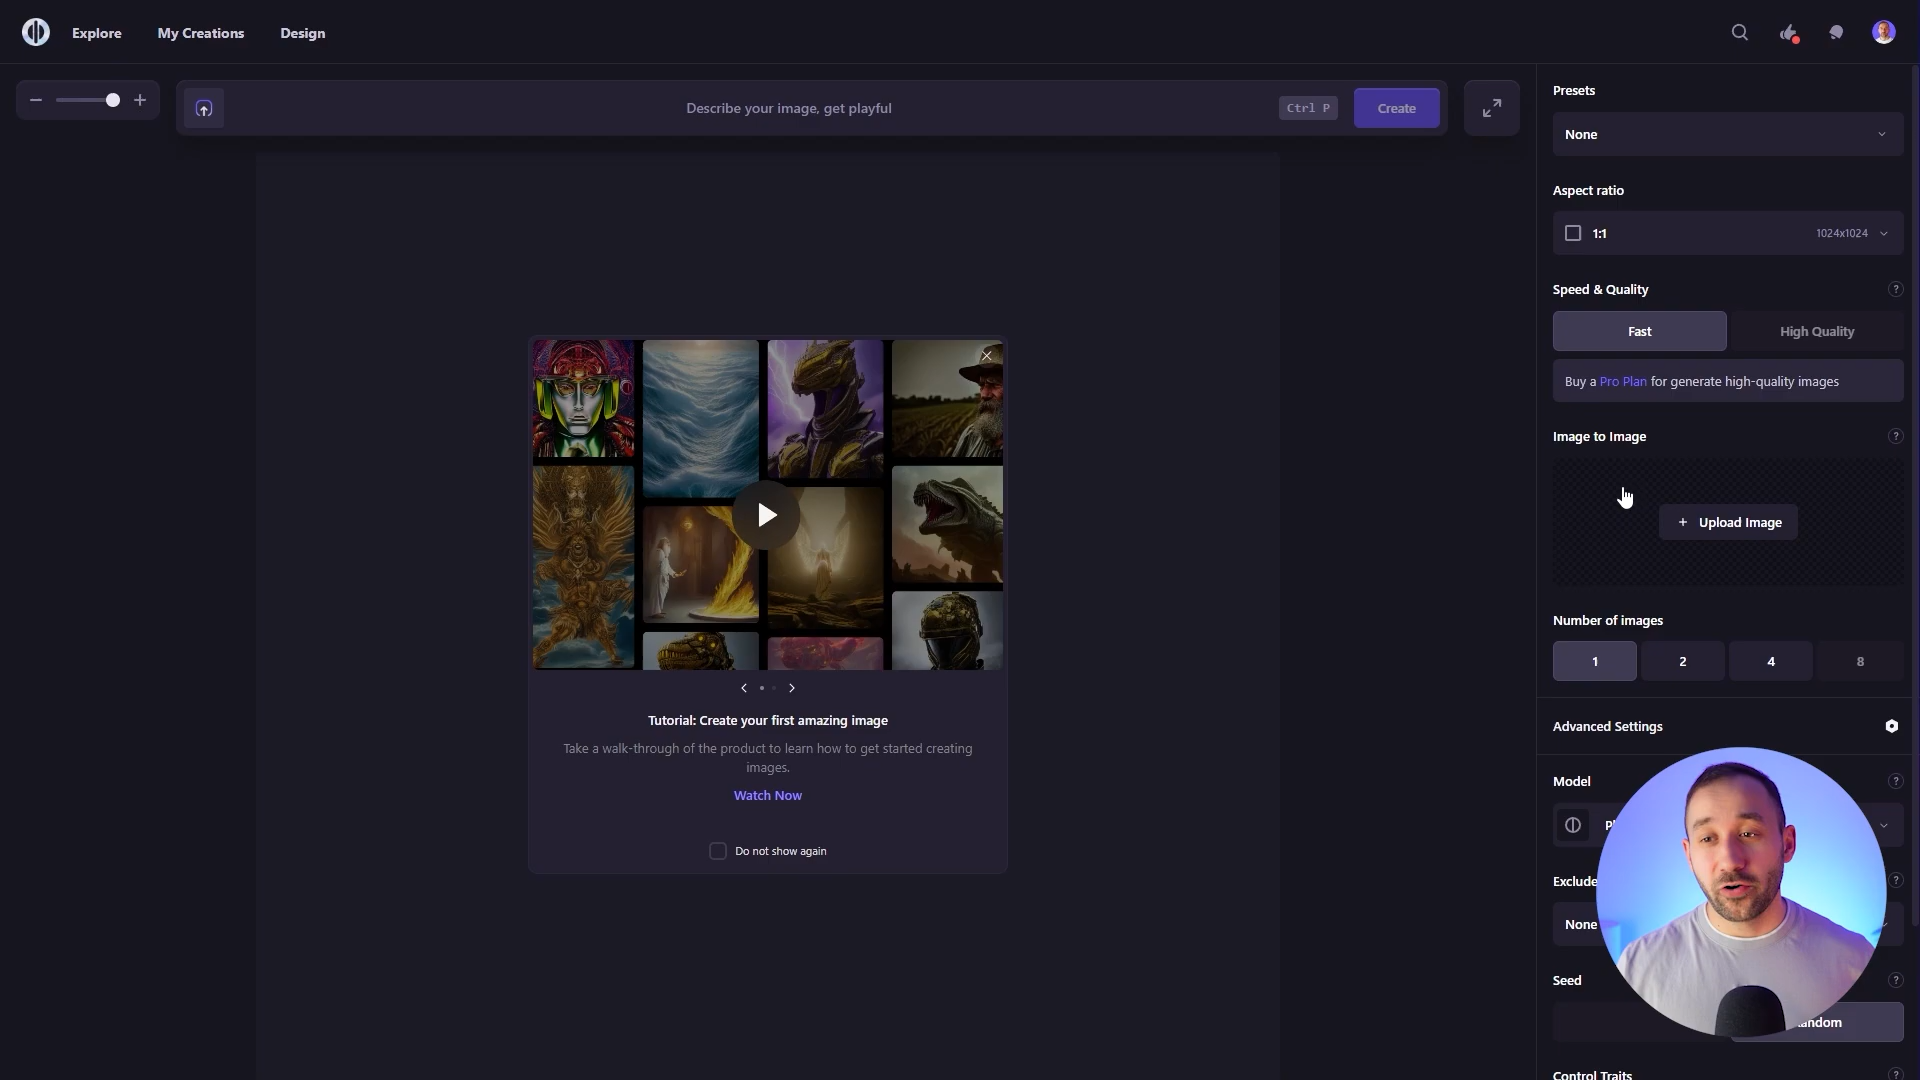 Explore
My Creations
Design
Describe your image, get playful
Ctrl P
Create
Presets
None
Aspect ratio
1:1
1024x1024
Speed & Quality
Fast
High Quality
Buy a Pro Plan for generate high-quality images
Image to Image
+ Upload Image
Number of images
1
2
4
8
Advanced Settings
Model
Exclude
None
Seed
Control Traits
Tutorial: Create your first amazing image
Take a walk-through of the product to learn how to get started creating
images.
Watch Now
Do not show again